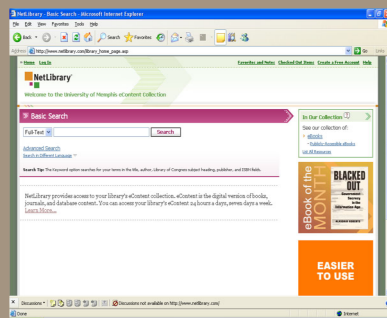 NetLibrary - Basic Search - Microsoft Internet Explorer
File Edit View Favorites Tools Help
Back Search Favorites
Address http://www.netlibrary.com/library_home_page.asp Go Links
Home Log In Favorites and Notes Checked Out Items Create a Free Account Help
NetLibrary
Welcome to the University of Memphis eContent Collection
Basic Search
Full-Text Search
Advanced Search
Search in Different Language
Search Tip: The Keyword option searches for your terms in the title, author, Library of Congress subject heading, publisher, and ISBN fields.
NetLibrary provides access to your library's eContent collection. eContent is the digital version of books,
journals, and database content. You can access your library's eContent 24 hours a day, seven days a week.
Learn More...
In Our Collection
See our collection of:
eBooks
Publicly-Accessible eBooks
List All Resources
eBook of the
MONTH
BLACKED
OUT
Government
Secrecy
in the
Information Age
EASIER
TO USE
Discussions Discussions not available on http://www.netlibrary.com/
Done Internet